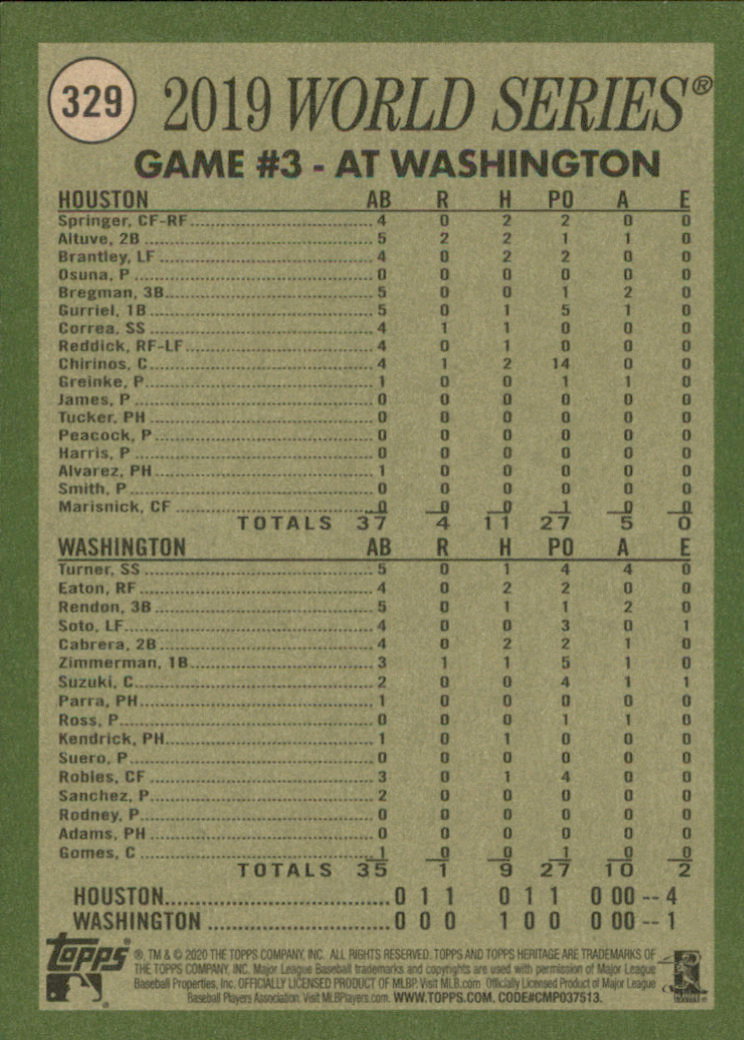 329 2019 WORLD SERIES®
GAME #3 - AT WASHINGTON
HOUSTON AB R H PO A E
Springer, CF-RF 4 0 2 2 0 0
Altuve, 2B 5 2 2 1 1 0
Brantley, LF 4 0 2 2 0 0
Osuna, P 0 0 0 0 0 0
Bregman, 3B 5 0 0 1 2 0
Gurriel, 1B 5 0 1 5 1 0
Correa, SS 4 1 1 0 0 0
Reddick, RF-LF 4 0 1 0 0 0
Chirinos, C 4 1 2 14 0 0
Greinke, P 1 0 0 1 1 0
James, P 0 0 0 0 0 0
Tucker, PH 0 0 0 0 0 0
Peacock, P 0 0 0 0 0 0
Harris, P 0 0 0 0 0 0
Alvarez, PH 1 0 0 0 0 0
Smith, P 0 0 0 0 0 0
Marisnick, CF 0 0 0 1 0 0
TOTALS 37 4 11 27 5 0
WASHINGTON AB R H PO A E
Turner, SS 5 0 1 4 4 0
Eaton, RF 4 0 2 2 0 0
Rendon, 3B 5 0 1 1 2 0
Soto, LF 4 0 0 3 0 1
Cabrera, 2B 4 0 2 2 1 0
Zimmerman, 1B 3 1 1 5 1 0
Suzuki, C 2 0 0 4 1 1
Parra, PH 1 0 0 0 0 0
Ross, P 0 0 0 1 1 0
Kendrick, PH 1 0 1 0 0 0
Suero, P 0 0 0 0 0 0
Robles, CF 3 0 1 4 0 0
Sanchez, P 2 0 0 0 0 0
Rodney, P 0 0 0 0 0 0
Adams, PH 0 0 0 0 0 0
Gomes, C 1 0 0 1 0 0
TOTALS 35 1 9 27 10 2
HOUSTON 0 1 1 0 1 1 0 00 -- 4
WASHINGTON 0 0 0 1 0 0 0 00 -- 1
topps ®, TM & © 2020 THE TOPPS COMPANY, INC. ALL RIGHTS RESERVED. TOPPS AND TOPPS HERITAGE ARE TRADEMARKS OF
THE TOPPS COMPANY, INC. Major League Baseball trademarks and copyrights are used with permission of Major League
Baseball Properties, Inc. OFFICIALLY LICENSED PRODUCT OF MLBP. Visit MLB.com Officially Licensed Product of Major League
Baseball Players Association. Visit MLBPlayers.com. WWW.TOPPS.COM. CODE#CMP037513.